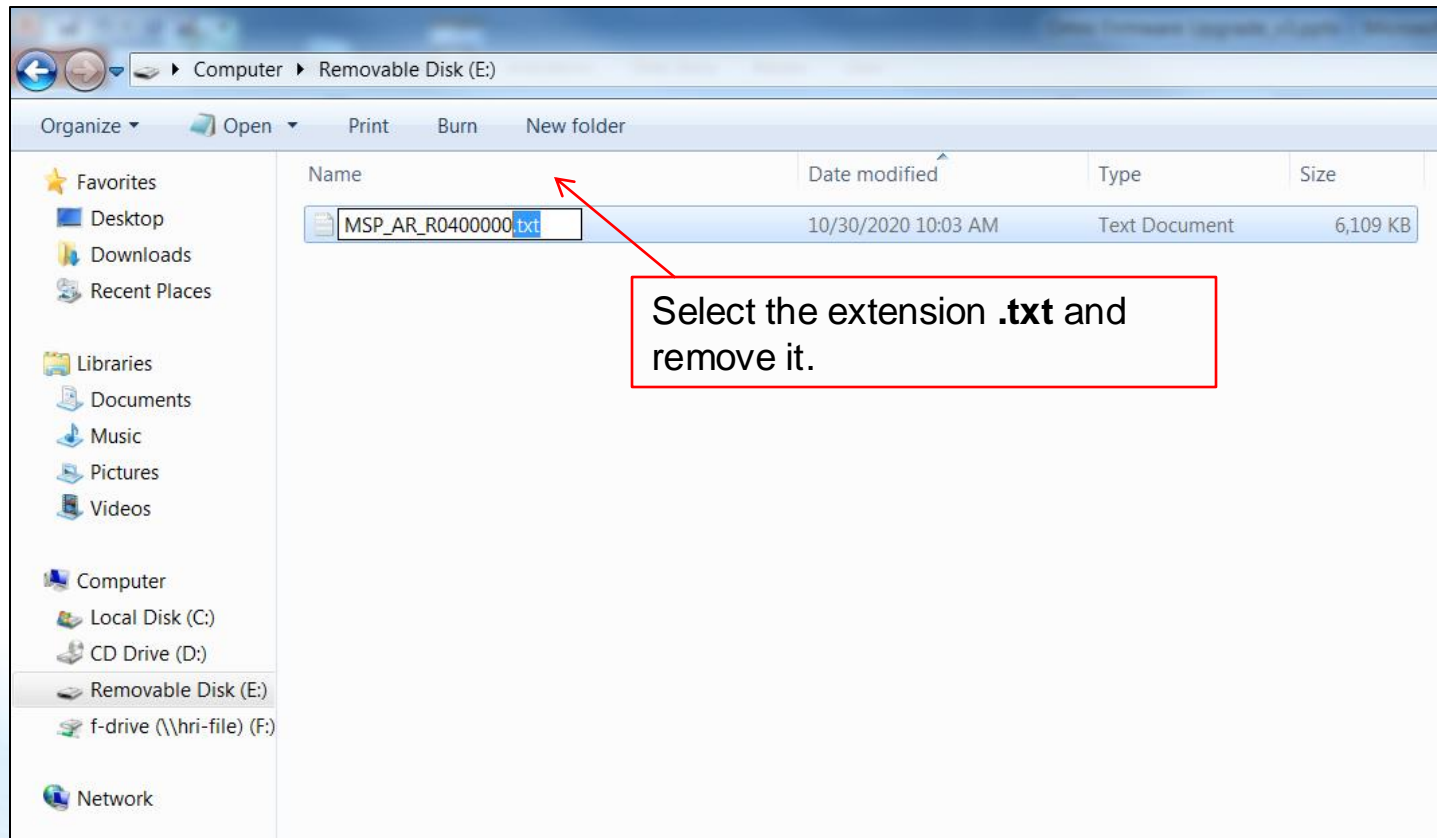 Computer Removable Disk (E:)
Organize Open Print Burn New folder
Favorites
Desktop
Downloads
Recent Places
Libraries
Documents
Music
Pictures
Videos
Computer
Local Disk (C:)
CD Drive (D:)
Removable Disk (E:)
f-drive (\\hri-file) (F:)
Network
Name Date modified Type Size
MSP_AR_R0400000.txt 10/30/2020 10:03 AM Text Document 6,109 KB
Select the extension .txt and
remove it.